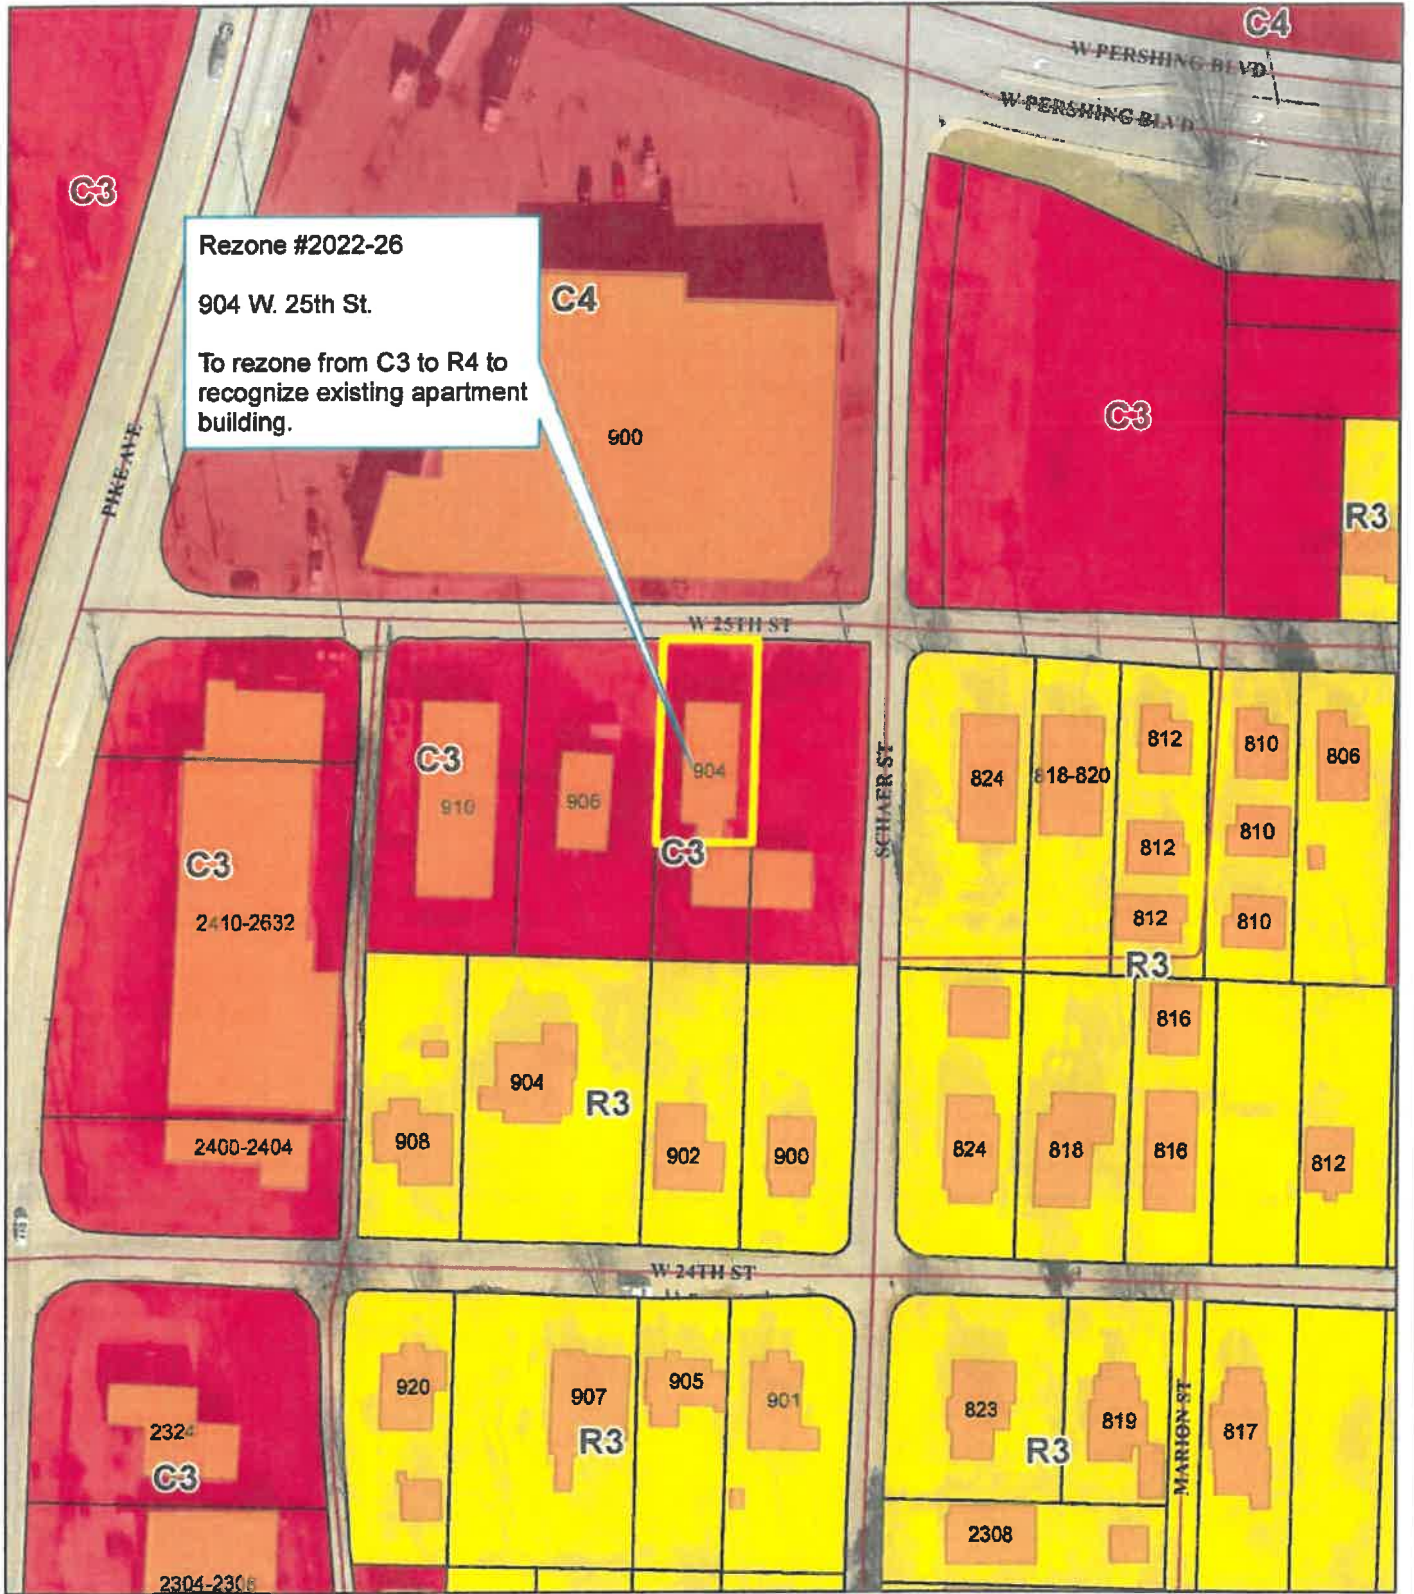 C4
W PERSHING BLVD
W PERSHING BLVD
C3
Rezone #2022-26
904 W. 25th St.
To rezone from C3 to R4 to
recognize existing apartment
building.
C4
900
C3
R3
PIKE AVE
W 25TH ST
SCHAER ST
C3
910
906
904
C3
C3
2410-2632
2400-2404
824
818-820
812
810
806
812
810
812
810
R3
816
904
R3
908
902
900
824
818
816
812
W 24TH ST
920
907
905
901
R3
823
819
R3
MARION ST
817
2324
C3
2308
2304-2306